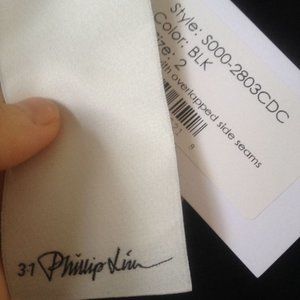 Style: S000-2803CDC
Color: BLK
Size: 2
overlapped side seams
3·1 Phillip Lim